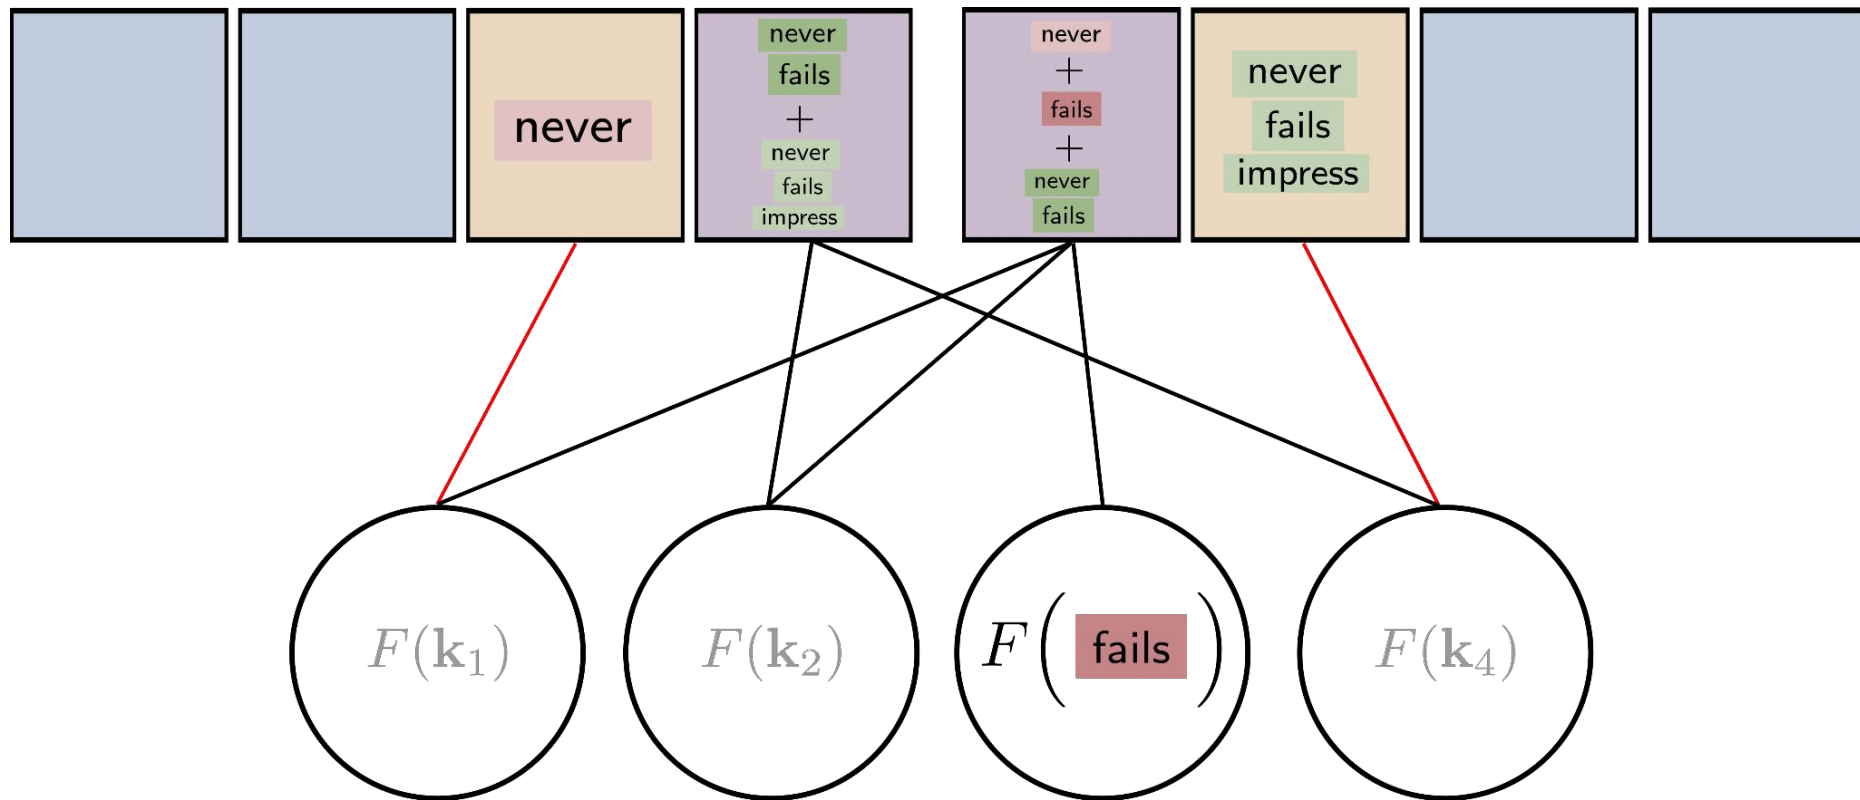 never
never
fails
+
never
fails
impress
never
+
fails
+
never
fails
never
fails
impress
F(k₁)
F(k₂)
F( fails )
F(k₄)